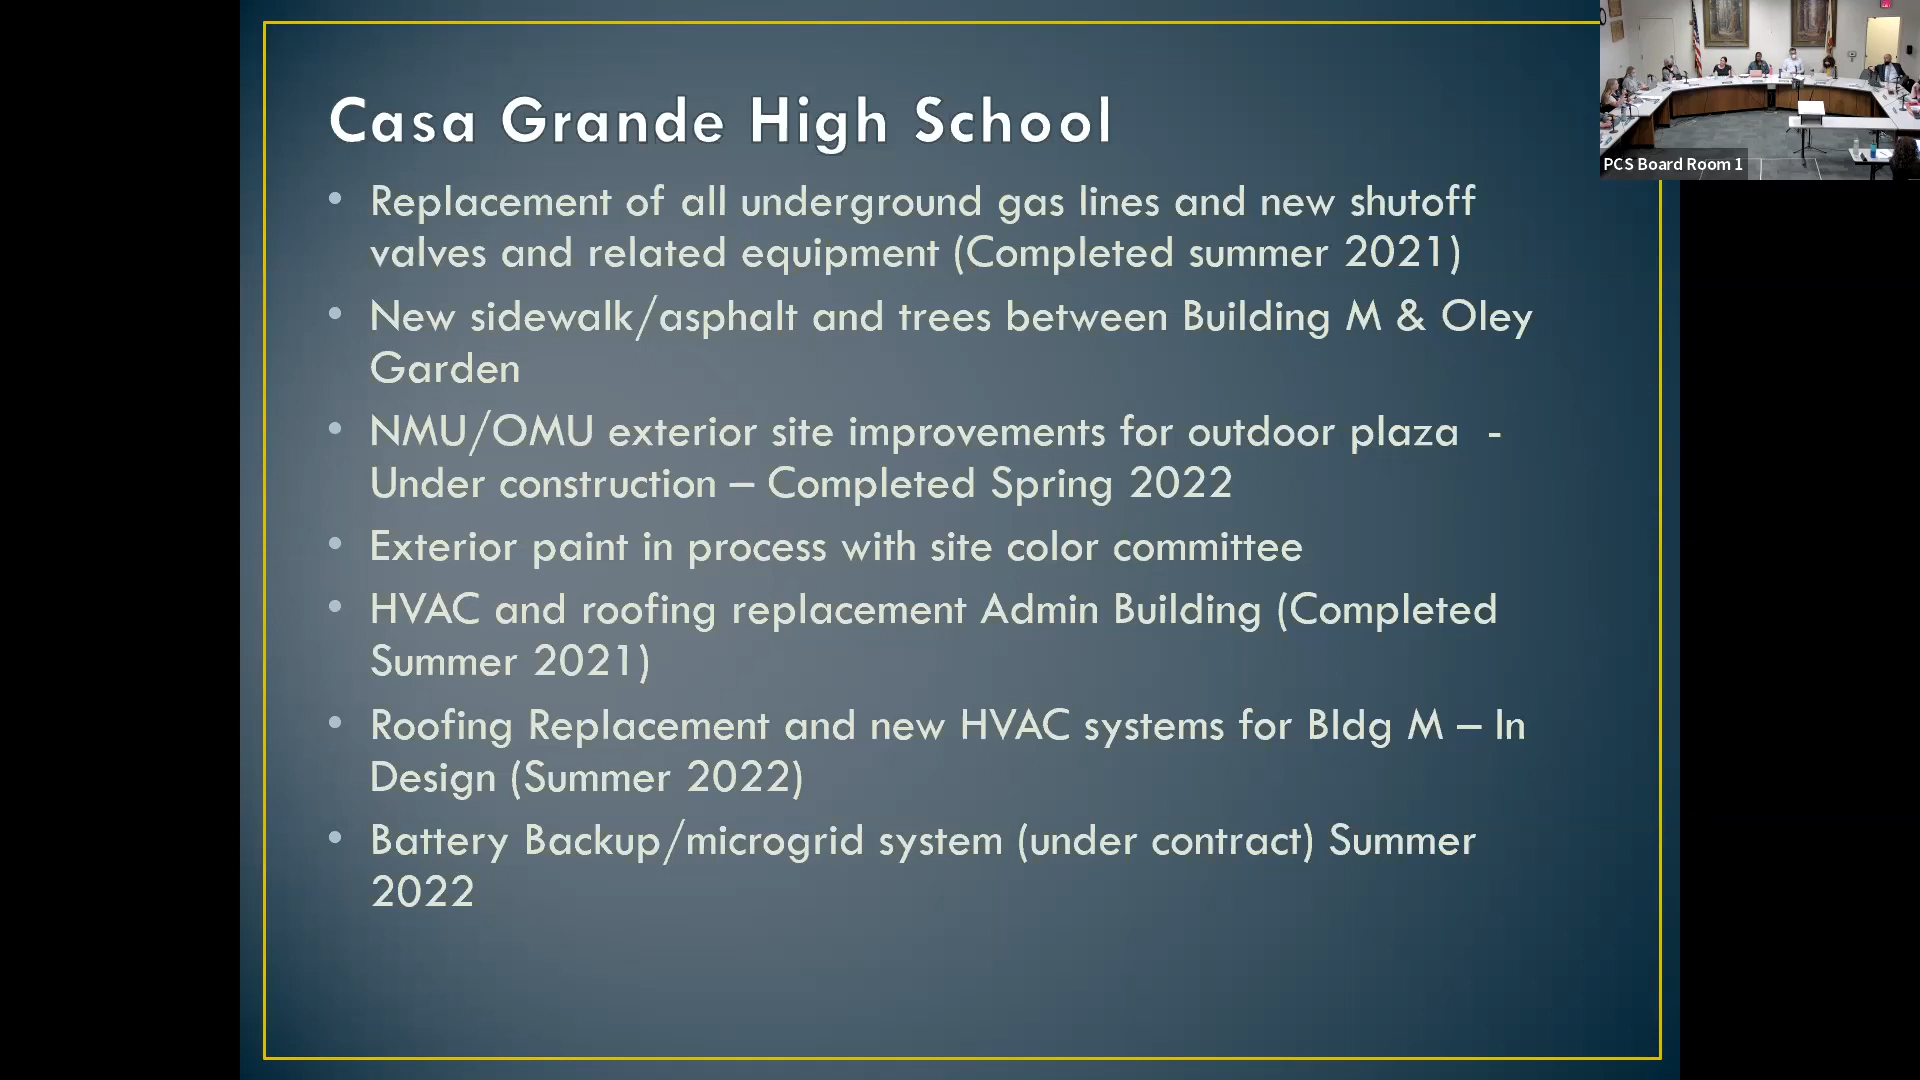 Casa Grande High School
• Replacement of all underground gas lines and new shutoff
valves and related equipment (Completed summer 2021)
• New sidewalk/asphalt and trees between Building M & Oley
Garden
• NMU/OMU exterior site improvements for outdoor plaza  -
Under construction – Completed Spring 2022
• Exterior paint in process with site color committee
• HVAC and roofing replacement Admin Building (Completed
Summer 2021)
• Roofing Replacement and new HVAC systems for Bldg M – In
Design (Summer 2022)
• Battery Backup/microgrid system (under contract) Summer
2022
PCS Board Room 1